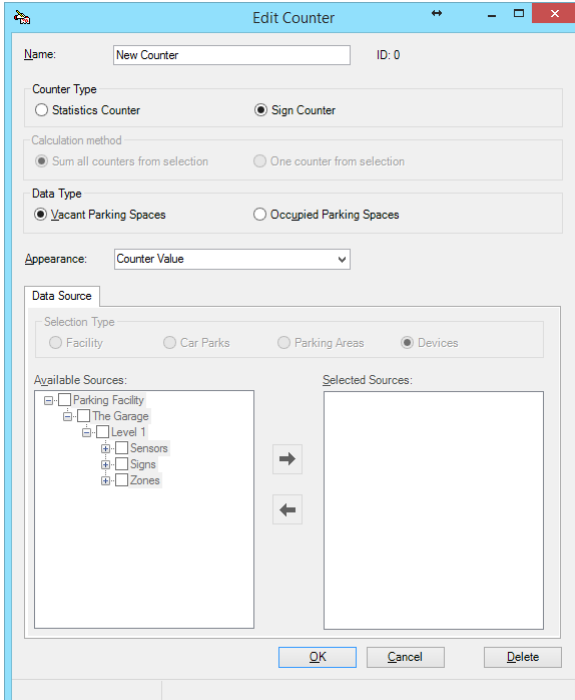 Edit Counter
Name: New Counter ID: 0
Counter Type
Statistics Counter Sign Counter
Calculation method
Sum all counters from selection One counter from selection
Data Type
Vacant Parking Spaces Occupied Parking Spaces
Appearance: Counter Value
Data Source
Selection Type
Facility Car Parks Parking Areas Devices
Available Sources: Selected Sources:
Parking Facility
The Garage
Level 1
Sensors
Signs
Zones
OK Cancel Delete